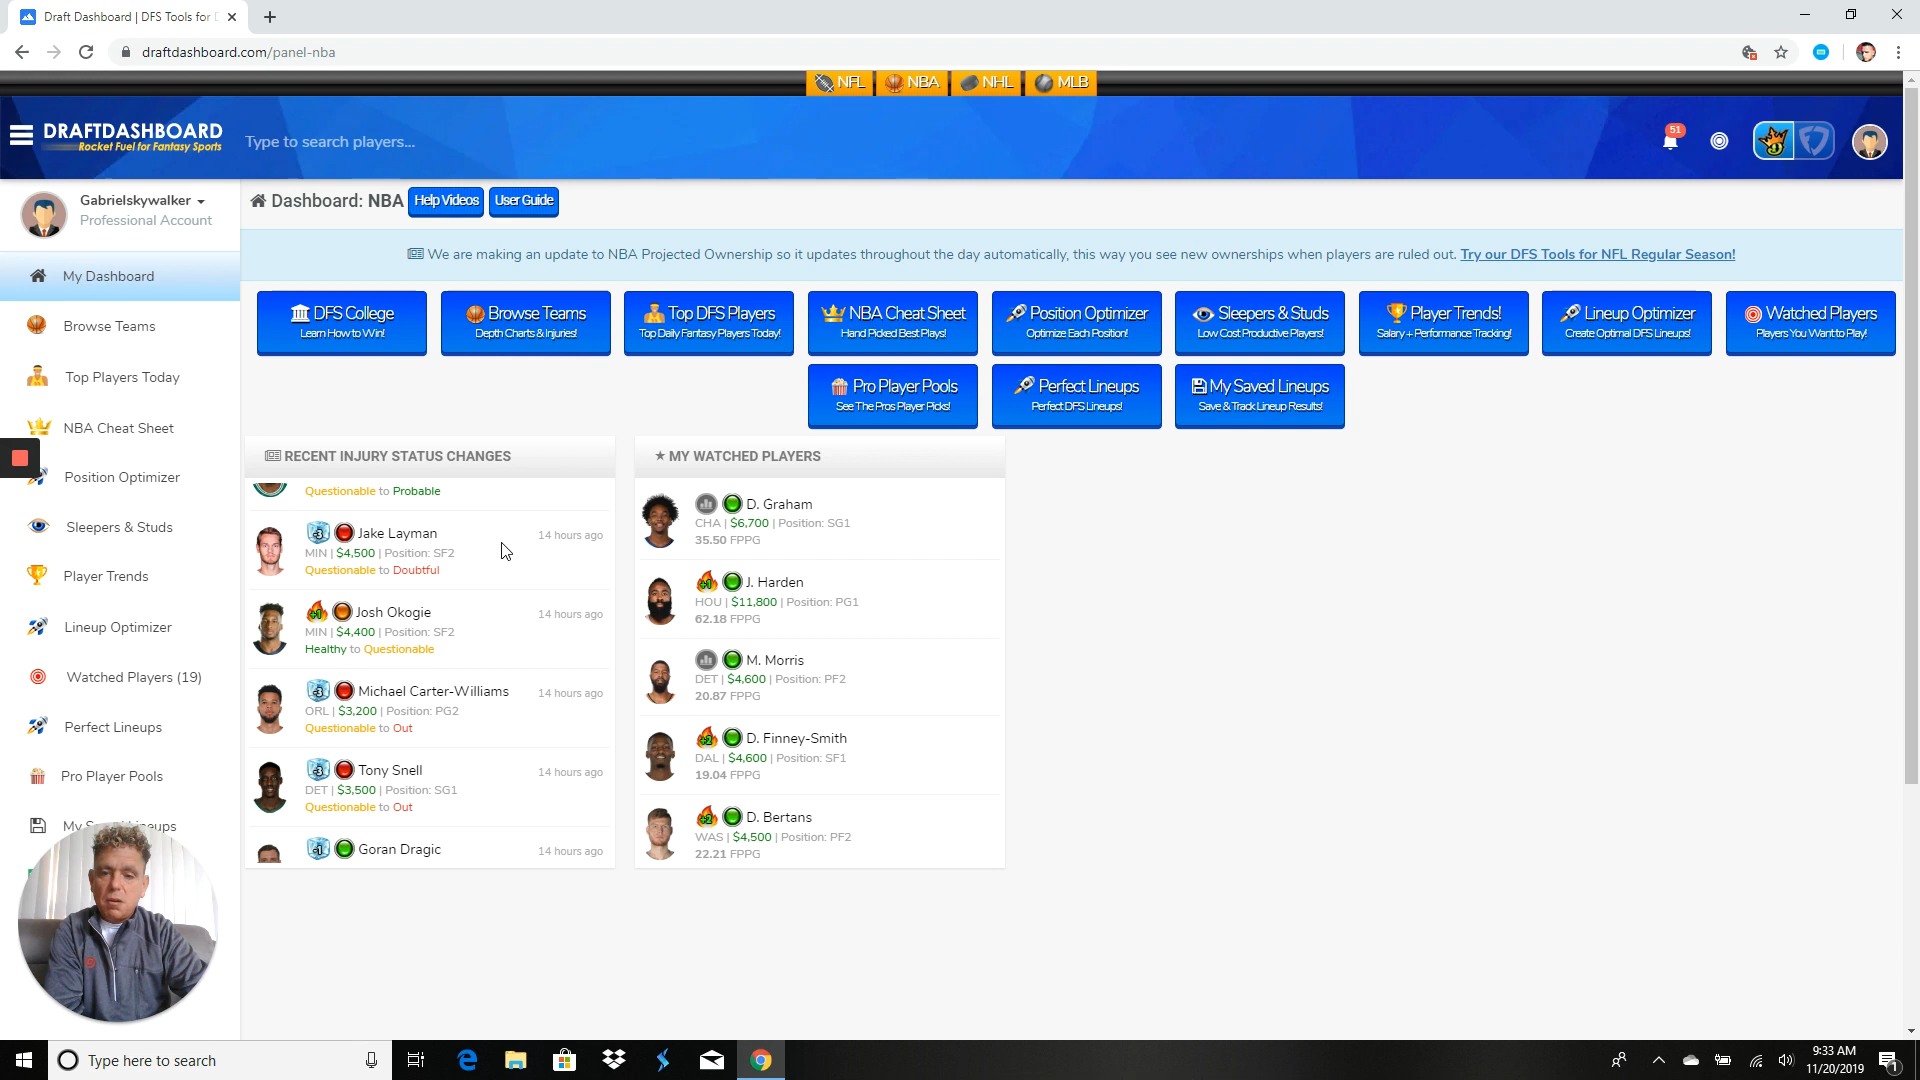 Draft Dashboard | DFS Tools for D
draftdashboard.com/panel-nba
NFL NBA NHL MLB
DRAFTDASHBOARD
Rocket Fuel for Fantasy Sports
Type to search players...
51
Gabrielskywalker
Professional Account
Dashboard: NBA Help Videos User Guide
We are making an update to NBA Projected Ownership so it updates throughout the day automatically, this way you see new ownerships when players are ruled out. Try our DFS Tools for NFL Regular Season!
My Dashboard
Browse Teams
Top Players Today
NBA Cheat Sheet
Position Optimizer
Sleepers & Studs
Player Trends
Lineup Optimizer
Watched Players (19)
Perfect Lineups
Pro Player Pools
DFS College
Learn How to Win!
Browse Teams
Depth Charts & Injuries!
Top DFS Players
Top Daily Fantasy Players Today!
NBA Cheat Sheet
Hand Picked Best Plays!
Position Optimizer
Optimize Each Position!
Sleepers & Studs
Low Cost Productive Players!
Player Trends!
Salary + Performance Tracking!
Lineup Optimizer
Create Optimal DFS Lineups!
Watched Players
Players You Want to Play!
Pro Player Pools
See The Pros Player Picks!
Perfect Lineups
Perfect DFS Lineups!
My Saved Lineups
Save & Track Lineup Results!
RECENT INJURY STATUS CHANGES
Questionable to Probable
-3 Jake Layman 14 hours ago
MIN | $4,500 | Position: SF2
Questionable to Doubtful
+1 Josh Okogie 14 hours ago
MIN | $4,400 | Position: SF2
Healthy to Questionable
-3 Michael Carter-Williams 14 hours ago
ORL | $3,200 | Position: PG2
Questionable to Out
-3 Tony Snell 14 hours ago
DET | $3,500 | Position: SG1
Questionable to Out
-1 Goran Dragic 14 hours ago
MY WATCHED PLAYERS
D. Graham
CHA | $6,700 | Position: SG1
35.50 FPPG
+1 J. Harden
HOU | $11,800 | Position: PG1
62.18 FPPG
M. Morris
DET | $4,600 | Position: PF2
20.87 FPPG
+2 D. Finney-Smith
DAL | $4,600 | Position: SF1
19.04 FPPG
+2 D. Bertans
WAS | $4,500 | Position: PF2
22.21 FPPG
Type here to search
9:33 AM
11/20/2019
1